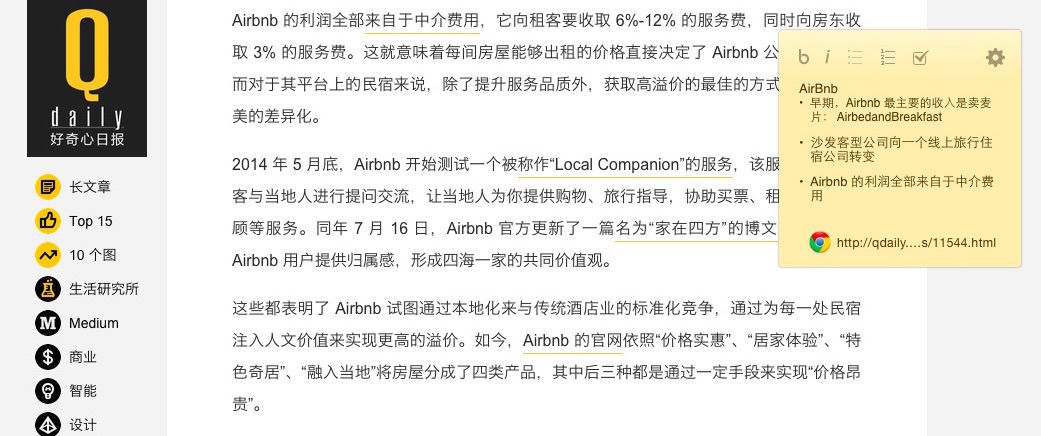 Q
daily
好奇心日报
长文章
Top 15
10 个图
生活研究所
Medium
商业
智能
设计
Airbnb 的利润全部来自于中介费用，它向租客要收取 6%-12% 的服务费，同时向房东收
取 3% 的服务费。这就意味着每间房屋能够出租的价格直接决定了 Airbnb 公
而对于其平台上的民宿来说，除了提升服务品质外，获取高溢价的最佳的方式
美的差异化。
2014 年 5 月底，Airbnb 开始测试一个被称作“Local Companion”的服务，该服
客与当地人进行提问交流，让当地人为你提供购物、旅行指导，协助买票、租
顾等服务。同年 7 月 16 日，Airbnb 官方更新了一篇名为“家在四方”的博文
Airbnb 用户提供归属感，形成四海一家的共同价值观。
这些都表明了 Airbnb 试图通过本地化来与传统酒店业的标准化竞争，通过为每一处民宿
注入人文价值来实现更高的溢价。如今，Airbnb 的官网依照“价格实惠”、“居家体验”、“特
色奇居”、“融入当地”将房屋分成了四类产品，其中后三种都是通过一定手段来实现“价格昂
贵”。
b i
AirBnb
• 早期，Airbnb 最主要的收入是卖麦
片： AirbedandBreakfast
• 沙发客型公司向一个线上旅行住
宿公司转变
• Airbnb 的利润全部来自于中介费
用
http://qdaily....s/11544.html